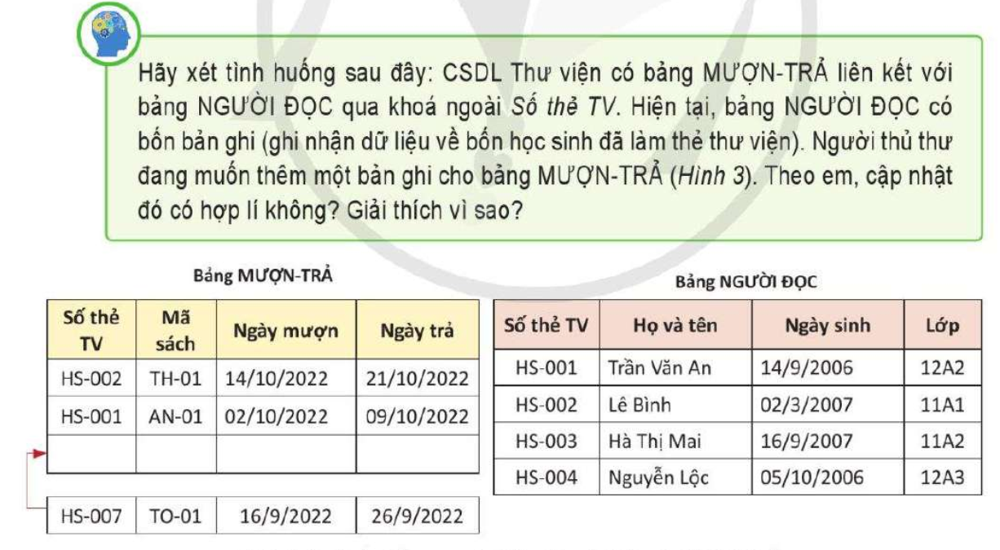 Hãy xét tình huống sau đây: CSDL Thư viện có bảng MƯỢN-TRẢ liên kết với
bảng NGƯỜI ĐỌC qua khoá ngoài Số thẻ TV. Hiện tại, bảng NGƯỜI ĐỌC có
bốn bản ghi (ghi nhận dữ liệu về bốn học sinh đã làm thẻ thư viện). Người thủ thư
đang muốn thêm một bản ghi cho bảng MƯỢN-TRẢ (Hình 3). Theo em, cập nhật
đó có hợp lí không? Giải thích vì sao?
Bảng MƯỢN-TRẢ
Số thẻ TV Mã sách Ngày mượn Ngày trả
HS-002 TH-01 14/10/2022 21/10/2022
HS-001 AN-01 02/10/2022 09/10/2022
HS-007 TO-01 16/9/2022 26/9/2022
Bảng NGƯỜI ĐỌC
Số thẻ TV Họ và tên Ngày sinh Lớp
HS-001 Trần Văn An 14/9/2006 12A2
HS-002 Lê Bình 02/3/2007 11A1
HS-003 Hà Thị Mai 16/9/2007 11A2
HS-004 Nguyễn Lộc 05/10/2006 12A3